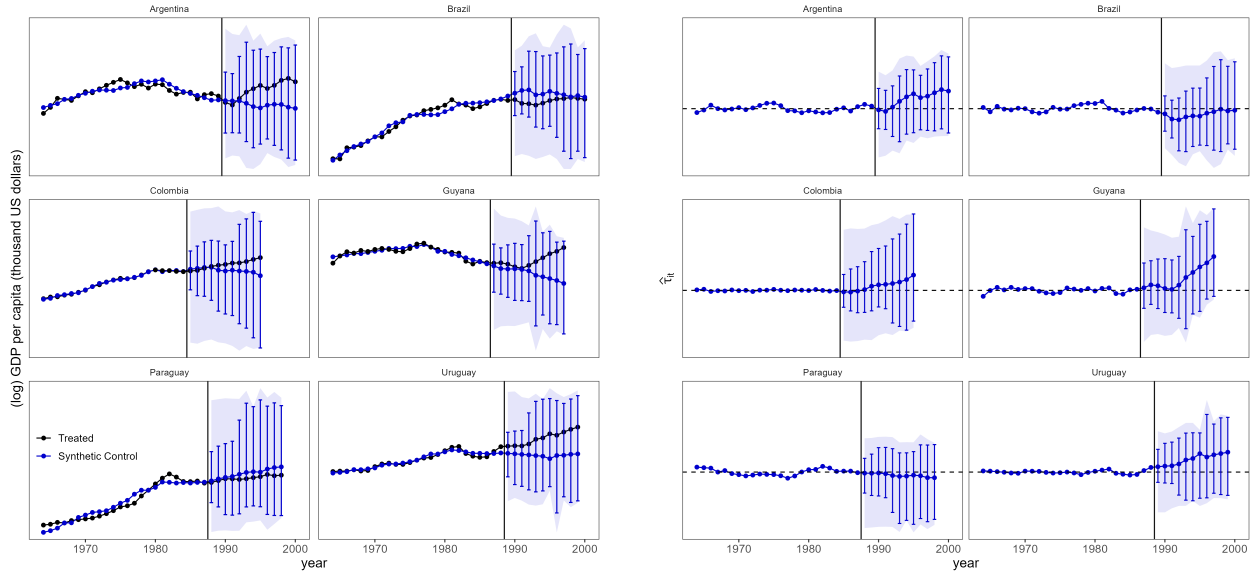 Argentina
Brazil
Argentina
Brazil
Colombia
Guyana
Colombia
Guyana
(log) GDP per capita (thousand US dollars)
τ̂it
Paraguay
Uruguay
Paraguay
Uruguay
Treated
Synthetic Control
1970 1980 1990 2000
1970 1980 1990 2000
1970 1980 1990 2000
1970 1980 1990 2000
year
year